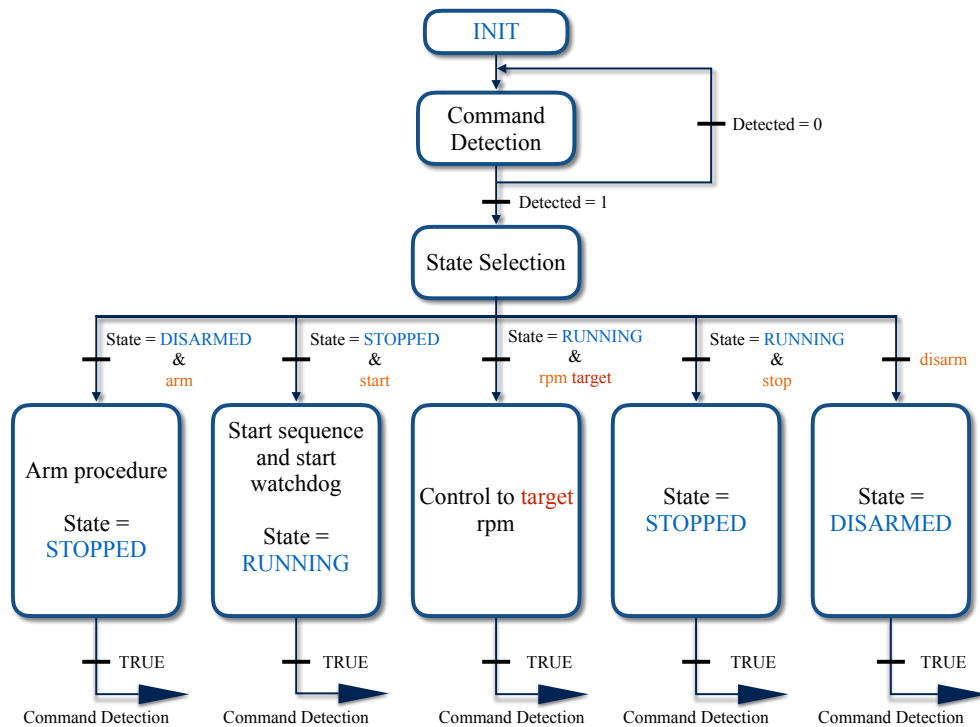 INIT
Command
Detection
Detected = 0
Detected = 1
State Selection
State = DISARMED
&
arm
State = STOPPED
&
start
State = RUNNING
&
rpm target
State = RUNNING
&
stop
disarm
Arm procedure
State =
STOPPED
Start sequence
and start
watchdog
State =
RUNNING
Control to target
rpm
State =
STOPPED
State =
DISARMED
TRUE
TRUE
TRUE
TRUE
TRUE
Command Detection
Command Detection
Command Detection
Command Detection
Command Detection